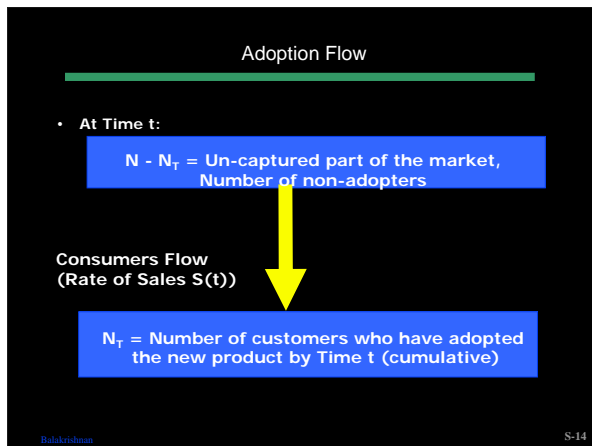 Adoption Flow
• At Time t:
N - N_T = Un-captured part of the market,
Number of non-adopters
Consumers Flow
(Rate of Sales S(t))
N_T = Number of customers who have adopted
the new product by Time t (cumulative)
Balakrishnan
S-14